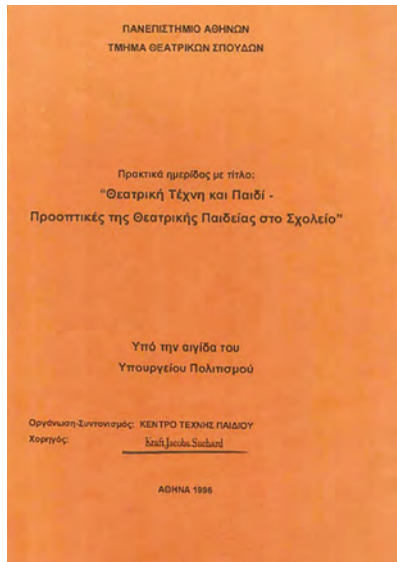 ΠΑΝΕΠΙΣΤΗΜΙΟ ΑΘΗΝΩΝ
ΤΜΗΜΑ ΘΕΑΤΡΙΚΩΝ ΣΠΟΥΔΩΝ
Πρακτικά ημερίδος με τίτλο:
"Θεατρική Τέχνη και Παιδί -
Προοπτικές της Θεατρικής Παιδείας στο Σχολείο"
Υπό την αιγίδα του
Υπουργείου Πολιτισμού
Οργάνωση-Συντονισμός: ΚΕΝΤΡΟ ΤΕΧΝΗΣ ΠΑΙΔΙΟΥ
Χορηγός: Kraft Jacobs Suchard
ΑΘΗΝΑ 1996